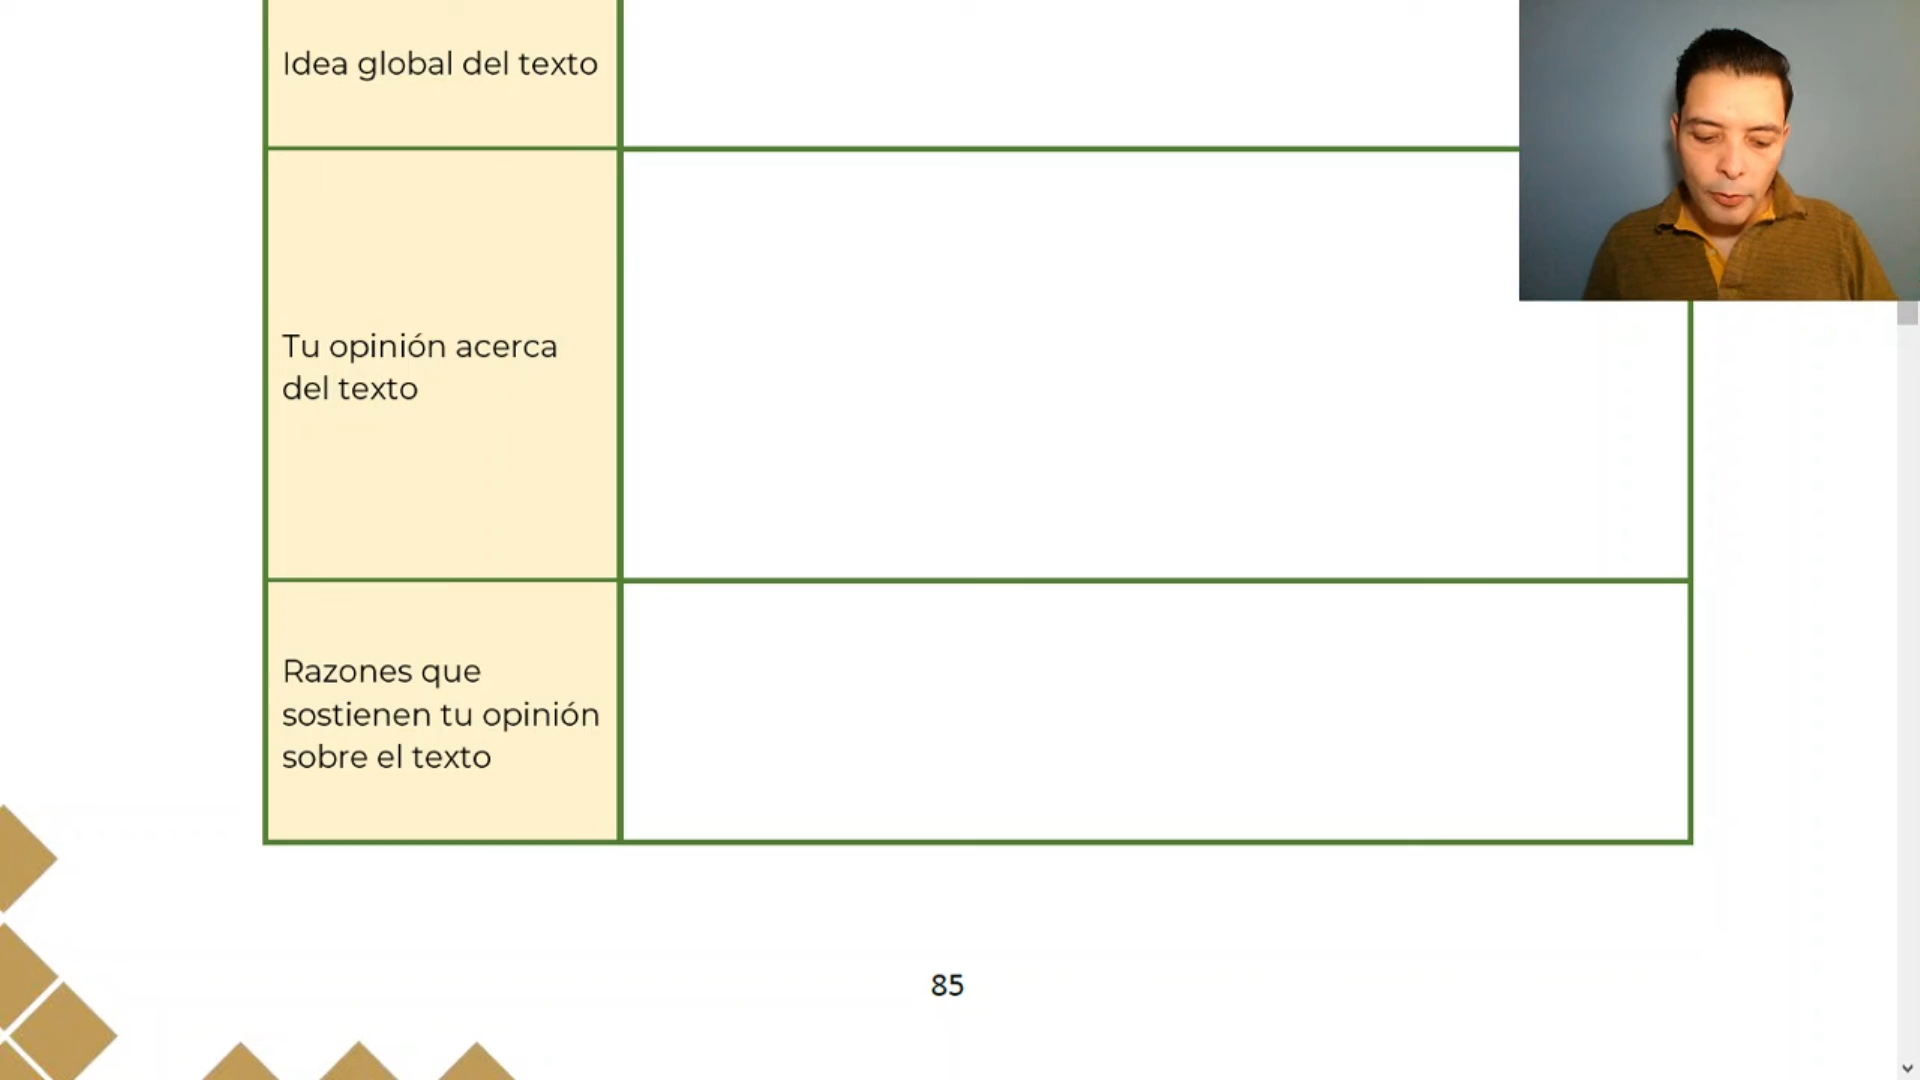 Idea global del texto
Tu opinión acerca
del texto
Razones que
sostienen tu opinión
sobre el texto
85